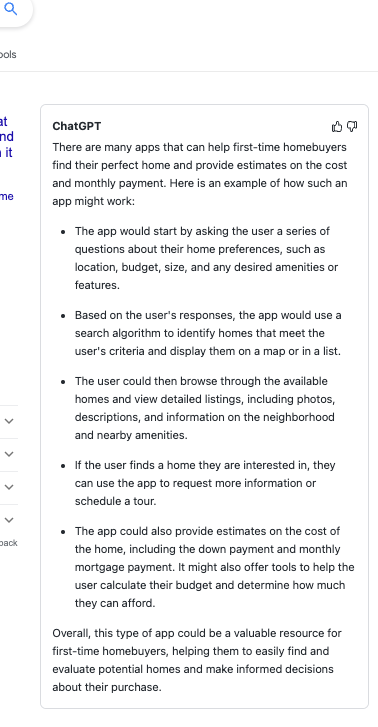 ools
at
nd
it
me
back
ChatGPT
There are many apps that can help first-time homebuyers
find their perfect home and provide estimates on the cost
and monthly payment. Here is an example of how such an
app might work:
• The app would start by asking the user a series of
questions about their home preferences, such as
location, budget, size, and any desired amenities or
features.
• Based on the user's responses, the app would use a
search algorithm to identify homes that meet the
user's criteria and display them on a map or in a list.
• The user could then browse through the available
homes and view detailed listings, including photos,
descriptions, and information on the neighborhood
and nearby amenities.
• If the user finds a home they are interested in, they
can use the app to request more information or
schedule a tour.
• The app could also provide estimates on the cost of
the home, including the down payment and monthly
mortgage payment. It might also offer tools to help the
user calculate their budget and determine how much
they can afford.
Overall, this type of app could be a valuable resource for
first-time homebuyers, helping them to easily find and
evaluate potential homes and make informed decisions
about their purchase.